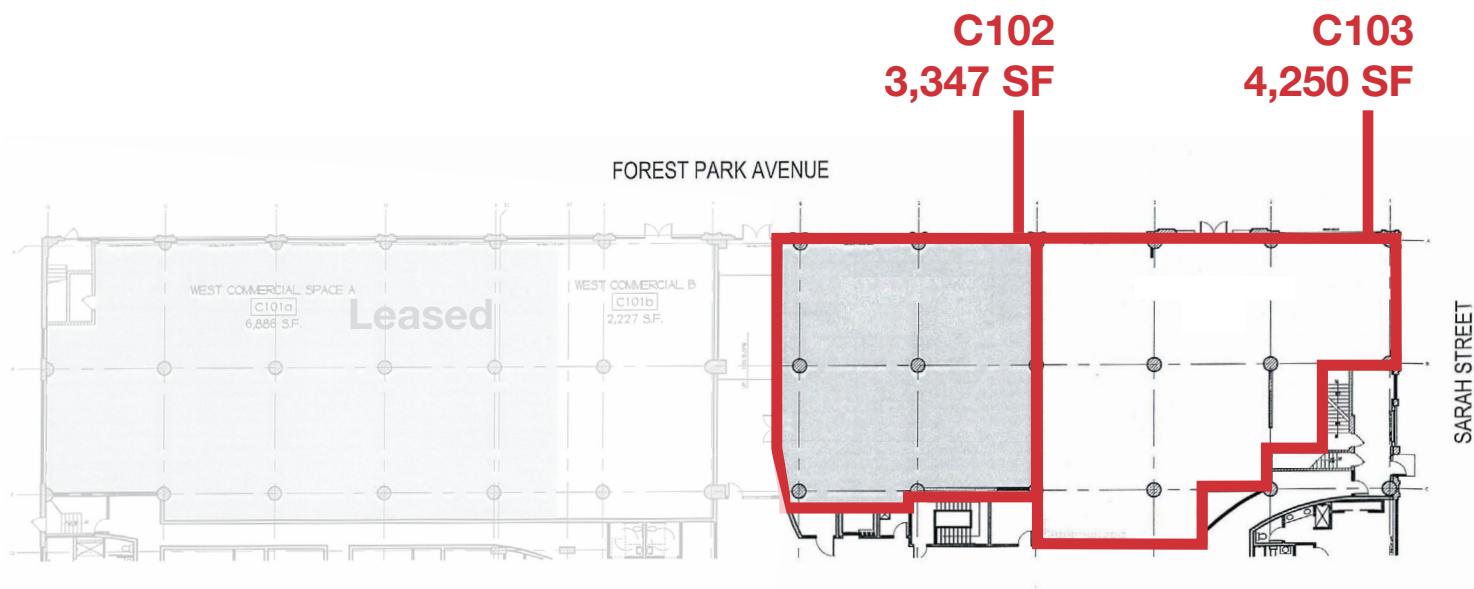 C102
3,347 SF
C103
4,250 SF
FOREST PARK AVENUE
WEST COMMERCIAL SPACE A
C101a
6,886 S.F.
Leased
WEST COMMERCIAL B
C101b
2,227 S.F.
SARAH STREET